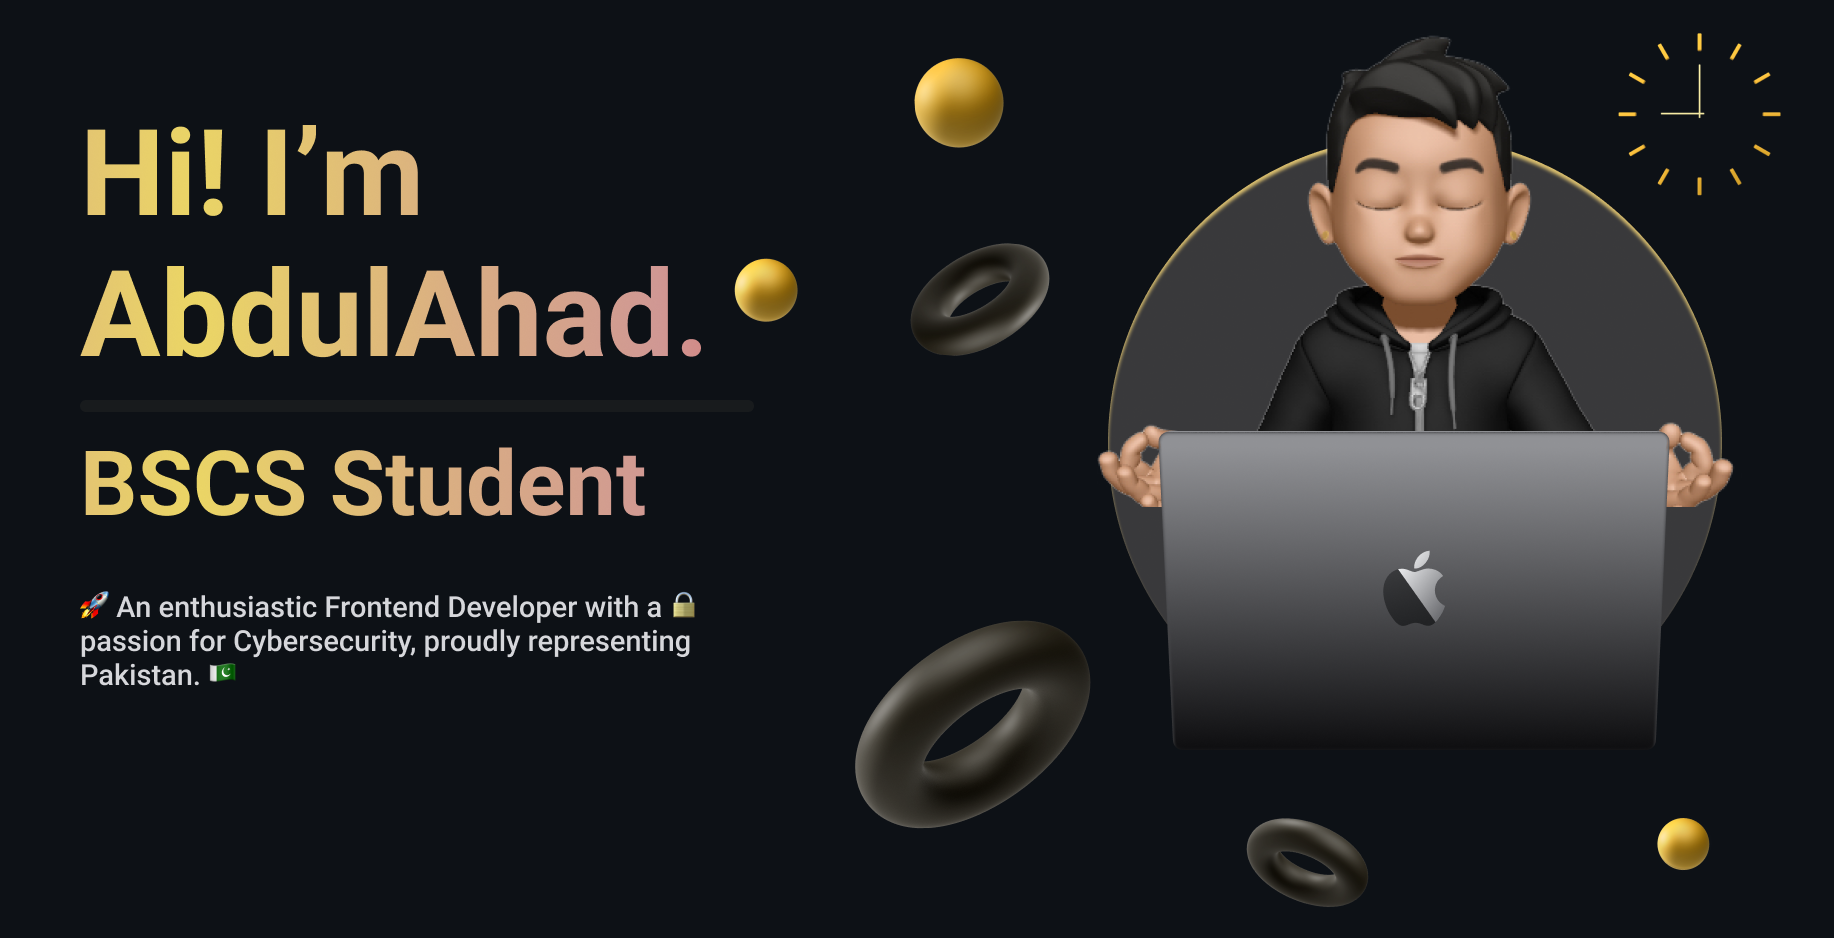 Hi! I’m
AbdulAhad.
BSCS Student
🚀 An enthusiastic Frontend Developer with a 🔒
passion for Cybersecurity, proudly representing
Pakistan. 🇵🇰